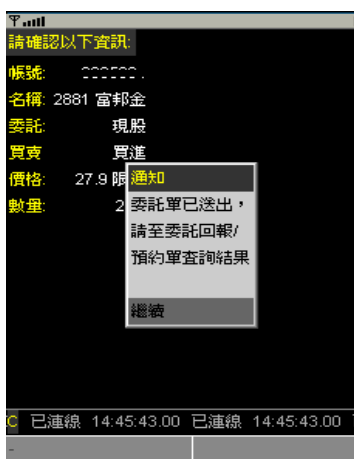 請確認以下資訊:
帳號:
名稱: 2881 富邦金
委託: 現股
買賣 買進
價格: 27.9 限
數量: 2
通知
委託單已送出，
請至委託回報/
預約單查詢結果
繼續
C 已連線 14:45:43.00 已連線 14:45:43.00
-